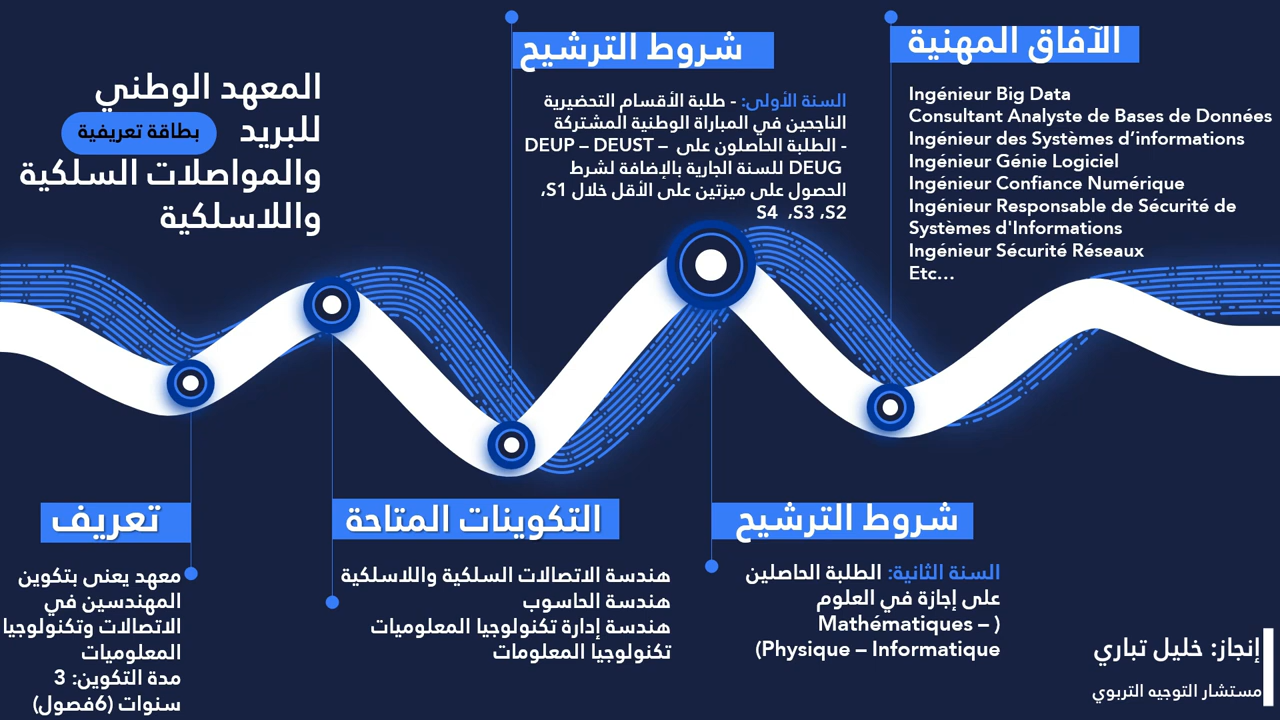 المعهد الوطني
للبريد
بطاقة تعريفية
والمواصلات السلكية
واللاسلكية
تعريف
معهد يعنى بتكوين
المهندسين في
الاتصالات وتكنولوجيا
المعلوميات
مدة التكوين: 3
سنوات (6فصول)
التكوينات المتاحة
هندسة الاتصالات السلكية واللاسلكية
هندسة الحاسوب
هندسة إدارة تكنولوجيا المعلوميات
تكنولوجيا المعلومات
شروط الترشيح
السنة الأولى: - طلبة الأقسام التحضيرية
الناجحين في المباراة الوطنية المشتركة
- الطلبة الحاصلون على DEUP – DEUST –
DEUG للسنة الجارية بالإضافة لشرط
الحصول على ميزتين على الأقل خلال S1،
S2، S3، S4
شروط الترشيح
السنة الثانية: الطلبة الحاصلين
على إجازة في العلوم
( Mathématiques –
Physique – Informatique)
الآفاق المهنية
Ingénieur Big Data
Consultant Analyste de Bases de Données
Ingénieur des Systèmes d’informations
Ingénieur Génie Logiciel
Ingénieur Confiance Numérique
Ingénieur Responsable de Sécurité de
Systèmes d'Informations
Ingénieur Sécurité Réseaux
Etc...
إنجاز: خليل تباري
مستشار التوجيه التربوي